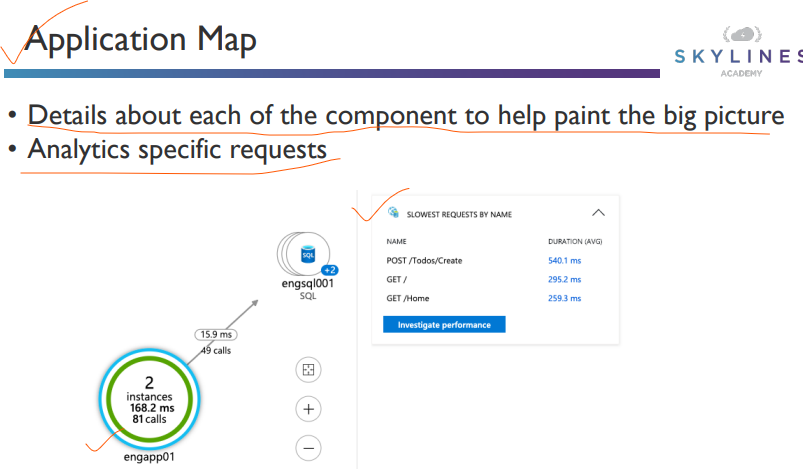 Application Map
SKYLINES
ACADEMY
• Details about each of the component to help paint the big picture
• Analytics specific requests
SLOWEST REQUESTS BY NAME
NAME DURATION (AVG)
POST /Todos/Create 540.1 ms
GET / 295.2 ms
GET /Home 259.3 ms
Investigate performance
SQL
+2
engsql001
SQL
15.9 ms
49 calls
2
instances
168.2 ms
81 calls
engapp01